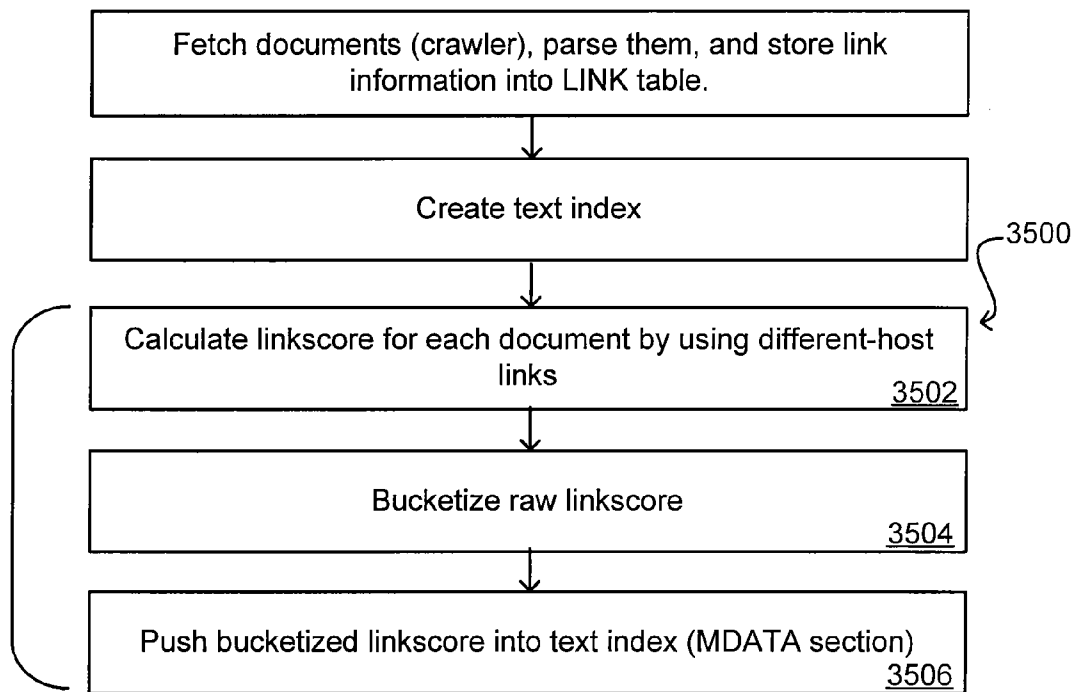 Fetch documents (crawler), parse them, and store link
information into LINK table.
Create text index
3500
Calculate linkscore for each document by using different-host
links
3502
Bucketize raw linkscore
3504
Push bucketized linkscore into text index (MDATA section)
3506